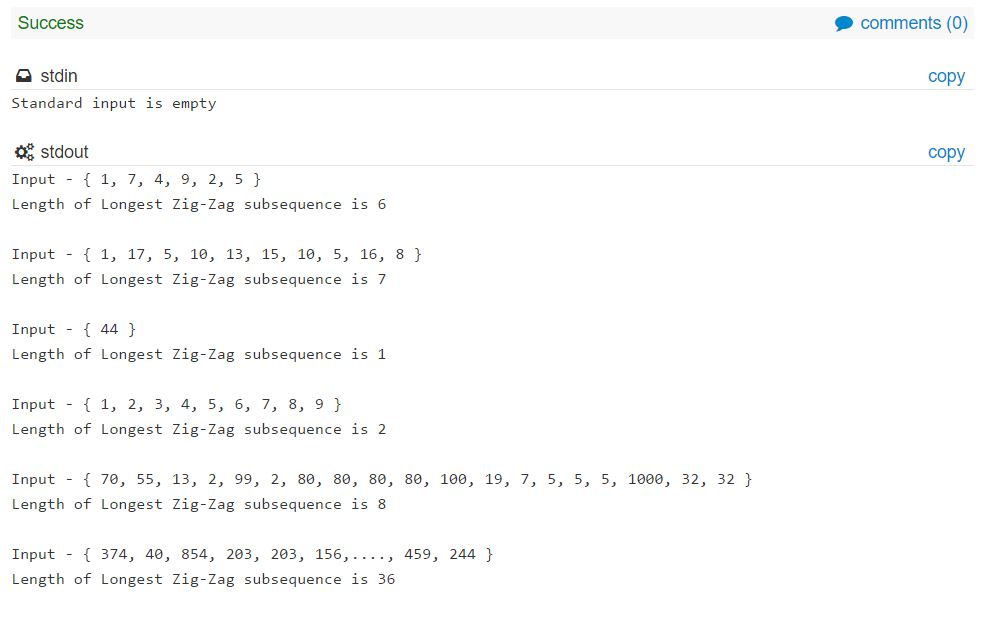 Success
comments (0)
stdin
copy
Standard input is empty
stdout
copy
Input - { 1, 7, 4, 9, 2, 5 }
Length of Longest Zig-Zag subsequence is 6
Input - { 1, 17, 5, 10, 13, 15, 10, 5, 16, 8 }
Length of Longest Zig-Zag subsequence is 7
Input - { 44 }
Length of Longest Zig-Zag subsequence is 1
Input - { 1, 2, 3, 4, 5, 6, 7, 8, 9 }
Length of Longest Zig-Zag subsequence is 2
Input - { 70, 55, 13, 2, 99, 2, 80, 80, 80, 80, 100, 19, 7, 5, 5, 5, 1000, 32, 32 }
Length of Longest Zig-Zag subsequence is 8
Input - { 374, 40, 854, 203, 203, 156,...., 459, 244 }
Length of Longest Zig-Zag subsequence is 36